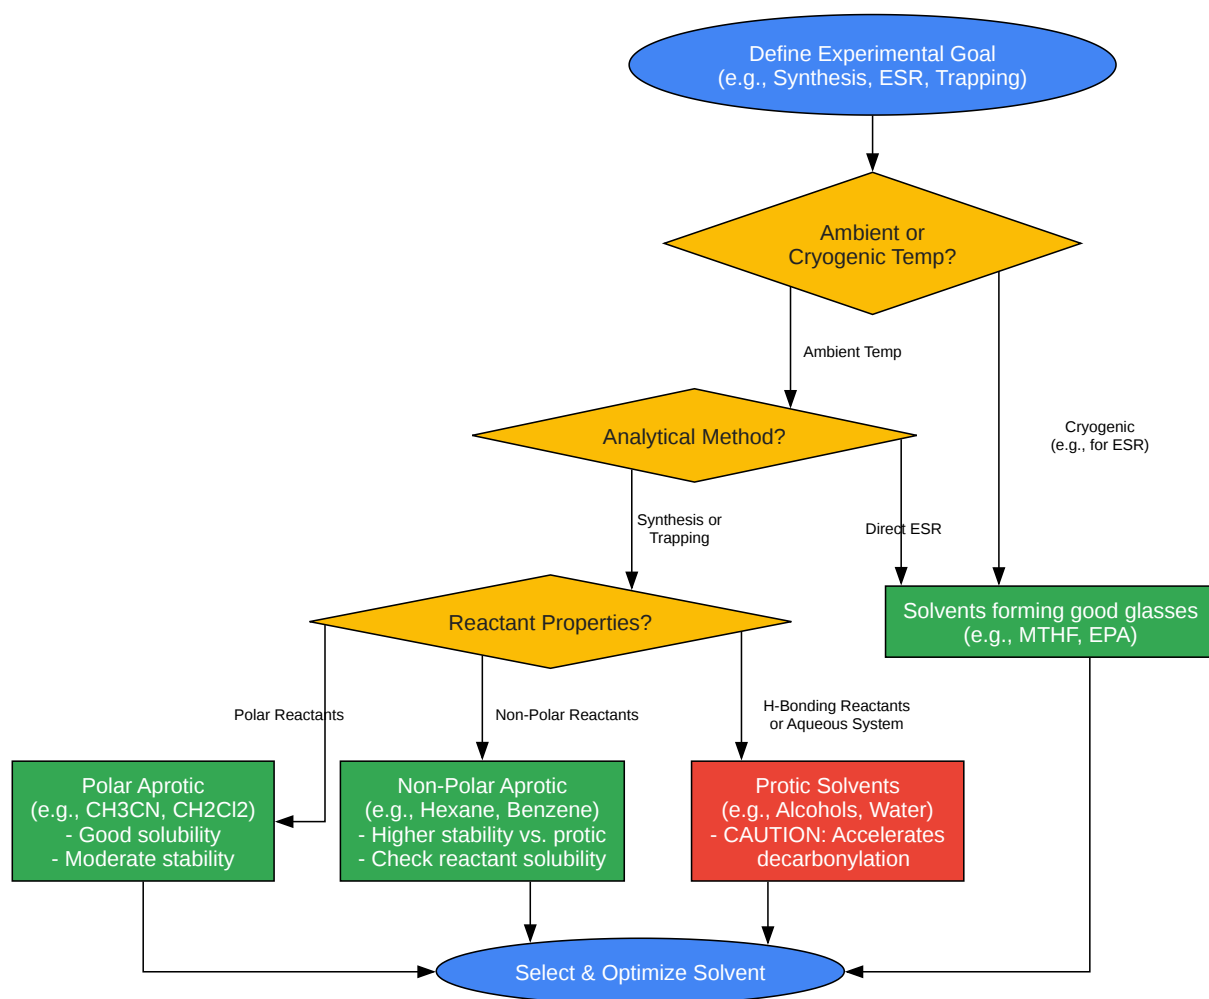 Define Experimental Goal
(e.g., Synthesis, ESR, Trapping)
Ambient or
Cryogenic Temp?
Ambient Temp
Analytical Method?
Cryogenic
(e.g., for ESR)
Synthesis or
Trapping
Direct ESR
Reactant Properties?
Solvents forming good glasses
(e.g., MTHF, EPA)
Polar Reactants
Non-Polar Reactants
H-Bonding Reactants
or Aqueous System
Polar Aprotic
(e.g., CH3CN, CH2Cl2)
- Good solubility
- Moderate stability
Non-Polar Aprotic
(e.g., Hexane, Benzene)
- Higher stability vs. protic
- Check reactant solubility
Protic Solvents
(e.g., Alcohols, Water)
- CAUTION: Accelerates
decarbonylation
Select & Optimize Solvent